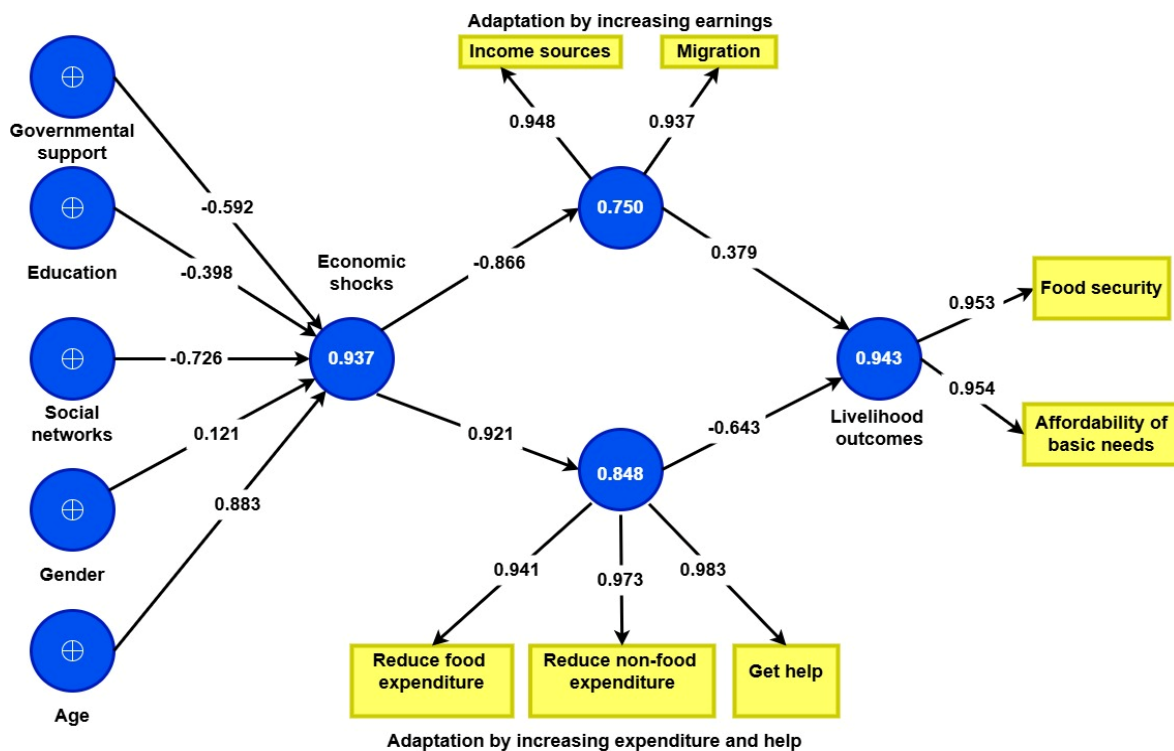 Adaptation by increasing earnings
Income sources
Migration
Governmental
support
0.948
0.937
-0.592
0.750
Education
-0.398
Economic
shocks
-0.866
0.379
Food security
0.953
Social
networks
-0.726
0.937
0.943
0.954
Livelihood
outcomes
Affordability of
basic needs
0.121
0.921
-0.643
0.848
Gender
0.883
0.941
0.973
0.983
Age
Reduce food
expenditure
Reduce non-food
expenditure
Get help
Adaptation by increasing expenditure and help